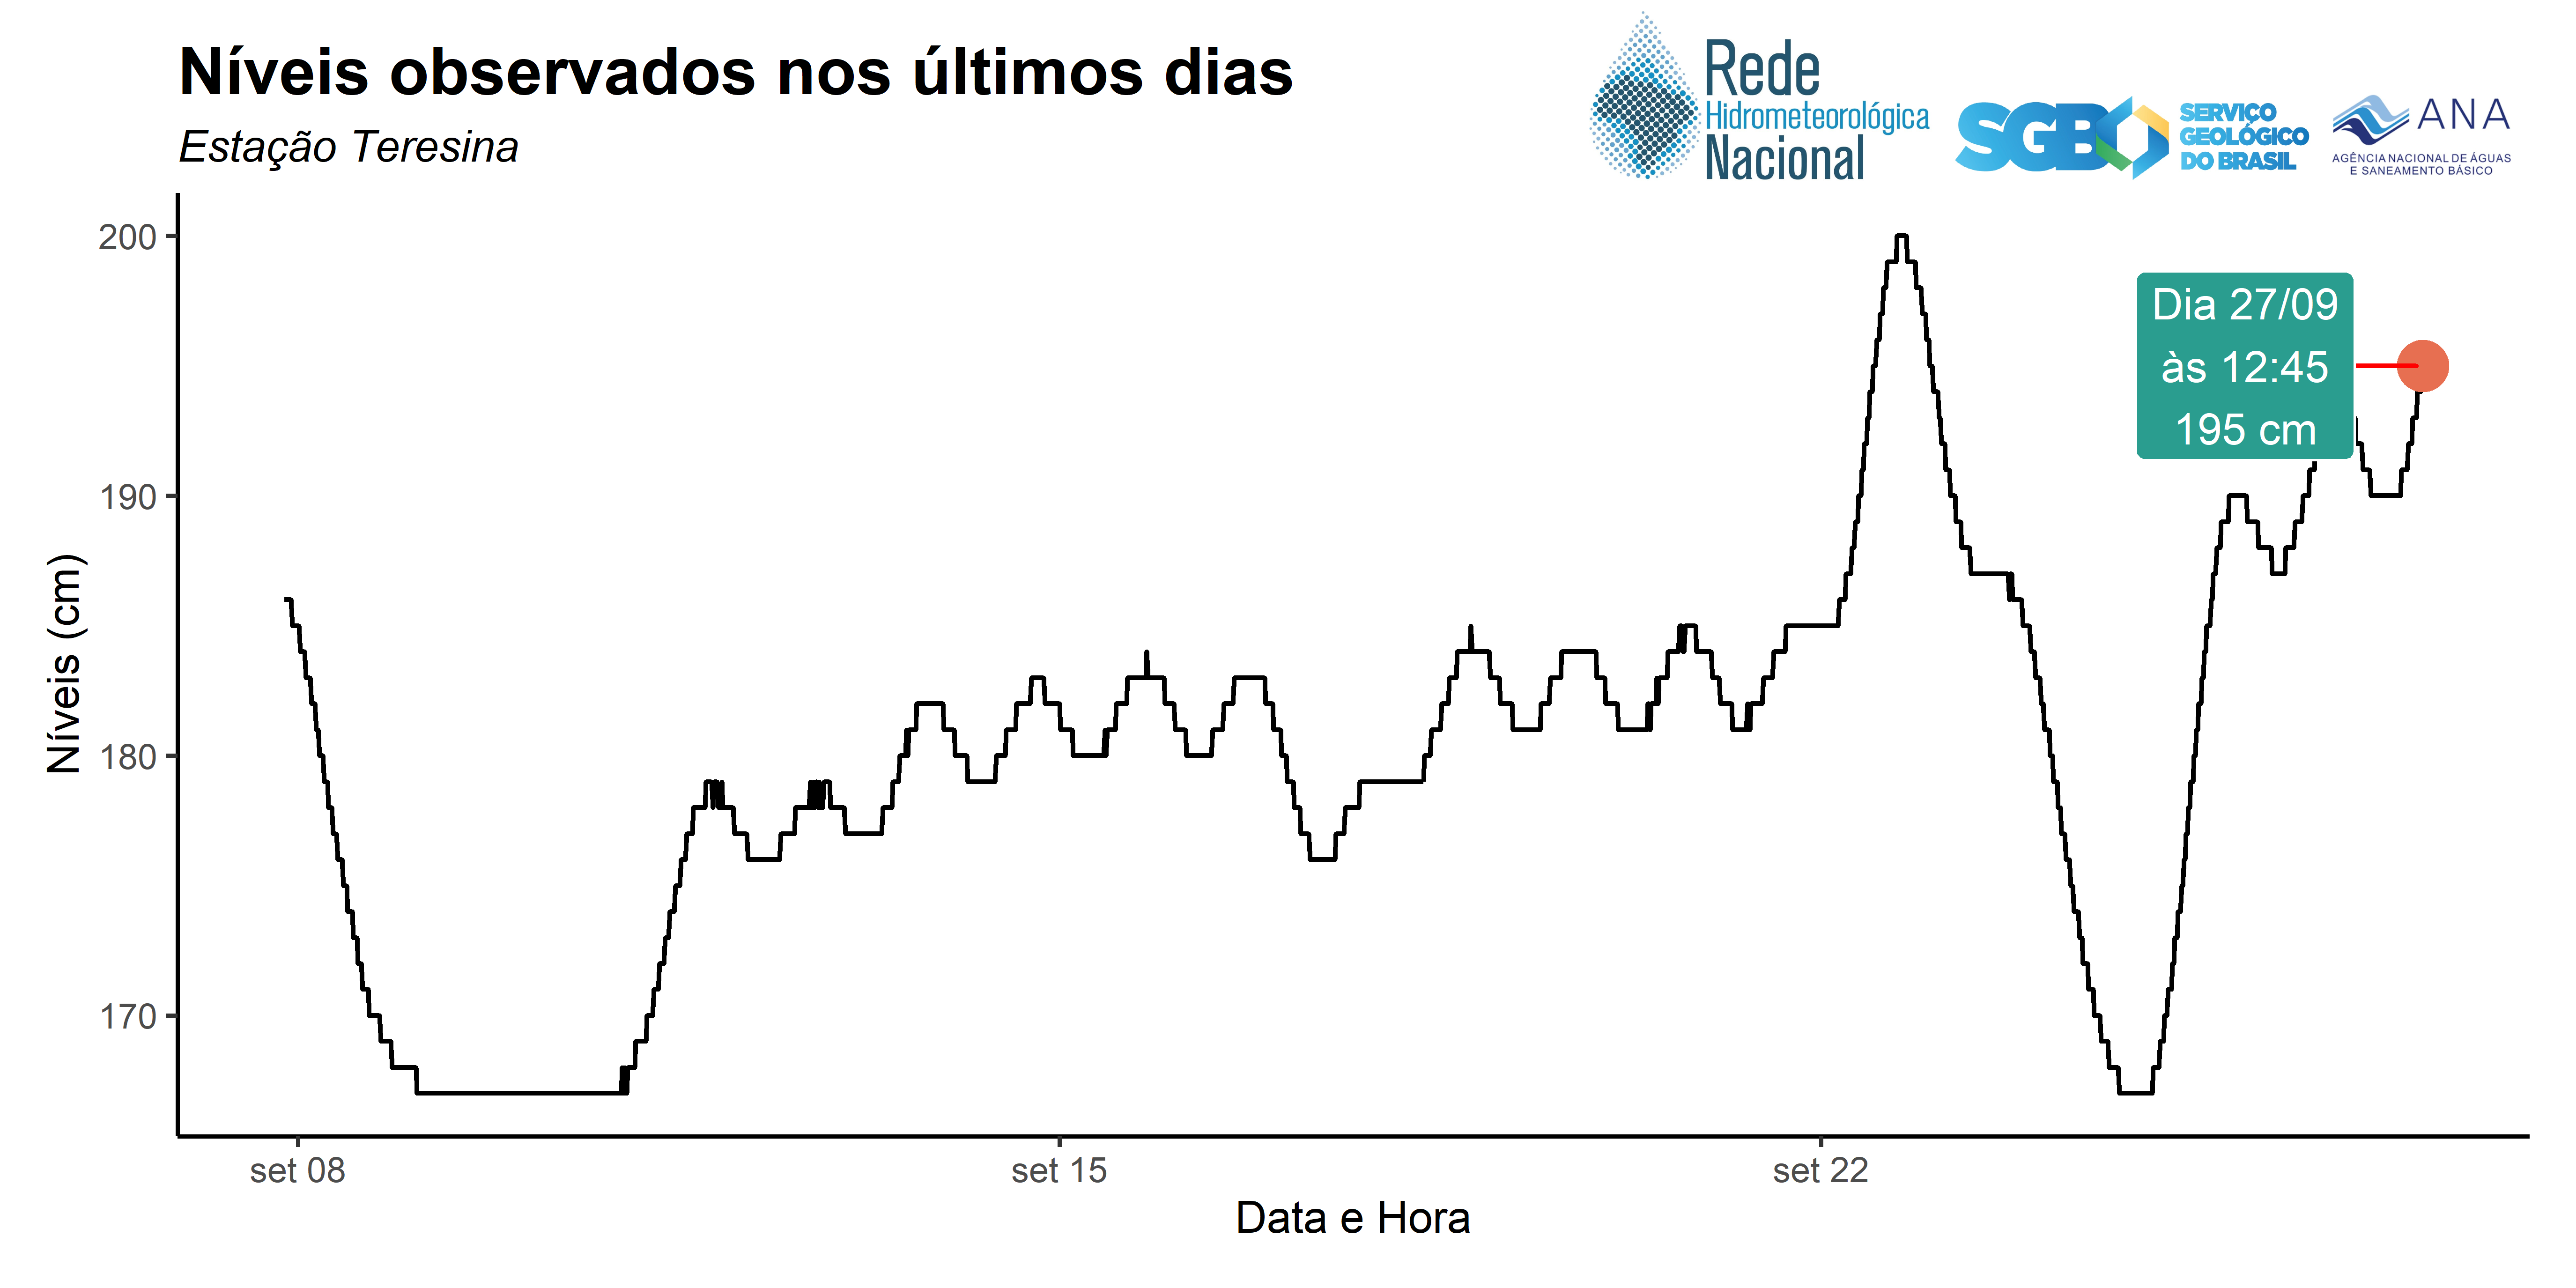 Níveis observados nos últimos dias
Estação Teresina
Rede
Hidrometeorológica
Nacional
SGB
SERVIÇO
GEOLÓGICO
DO BRASIL
ANA
AGÊNCIA NACIONAL DE ÁGUAS
E SANEAMENTO BÁSICO
200
190
180
170
Níveis (cm)
Dia 27/09
às 12:45
195 cm
set 08
set 15
set 22
Data e Hora